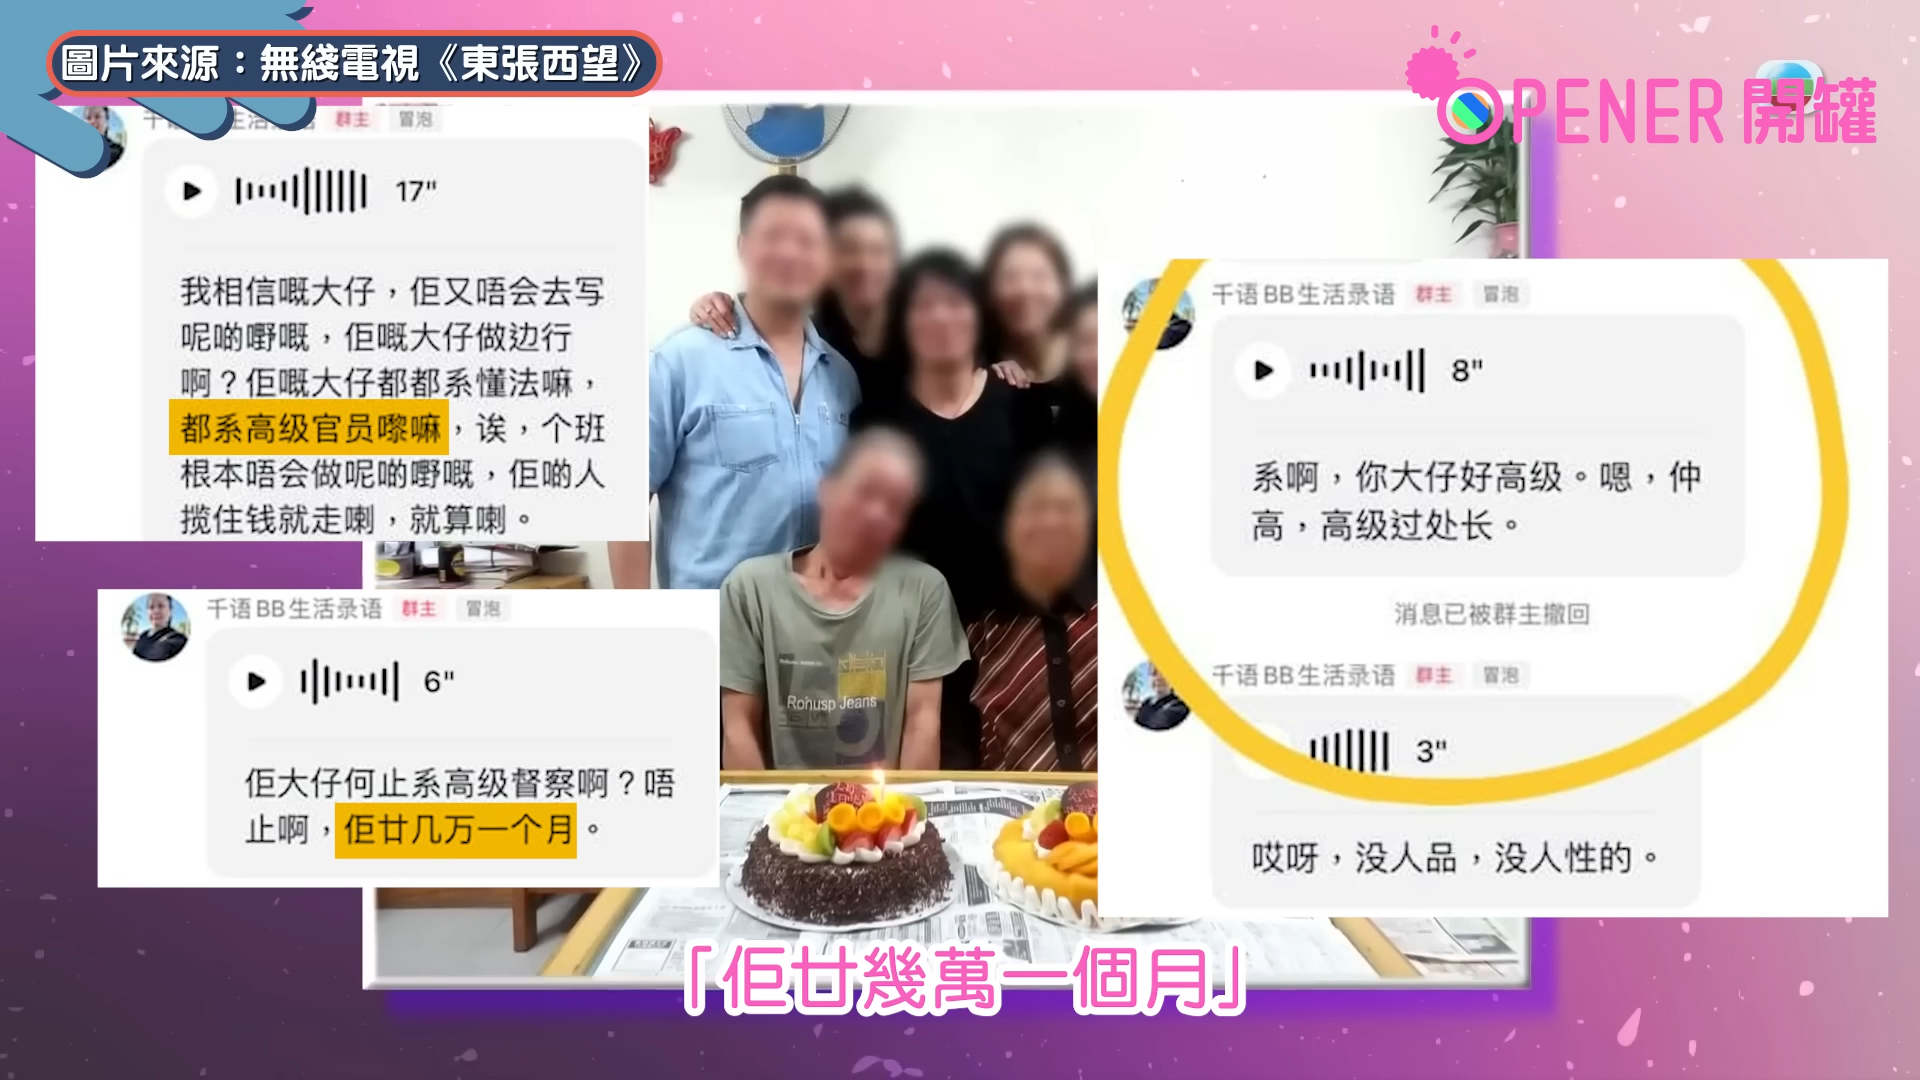 圖片來源：無綫電視《東張西望》
OPENER 開罐
群主 冒泡
17"
我相信嘅大仔，佢又唔会去写
呢啲嘢嘅，佢嘅大仔做边行
啊？佢嘅大仔都都系懂法嘛，
都系高级官员嚟嘛，诶，个班
根本唔会做呢啲嘢嘅，佢啲人
揽住钱就走喇，就算喇。
千语BB生活录语 群主 冒泡
6"
佢大仔何止系高级督察啊？唔
止啊，佢廿几万一个月。
千语BB生活录语 群主 冒泡
8"
系啊，你大仔好高级。嗯，仲
高，高级过处长。
消息已被群主撤回
千语BB生活录语 群主 冒泡
3"
哎呀，没人品，没人性的。
Rohusp Jeans
「佢廿幾萬一個月」